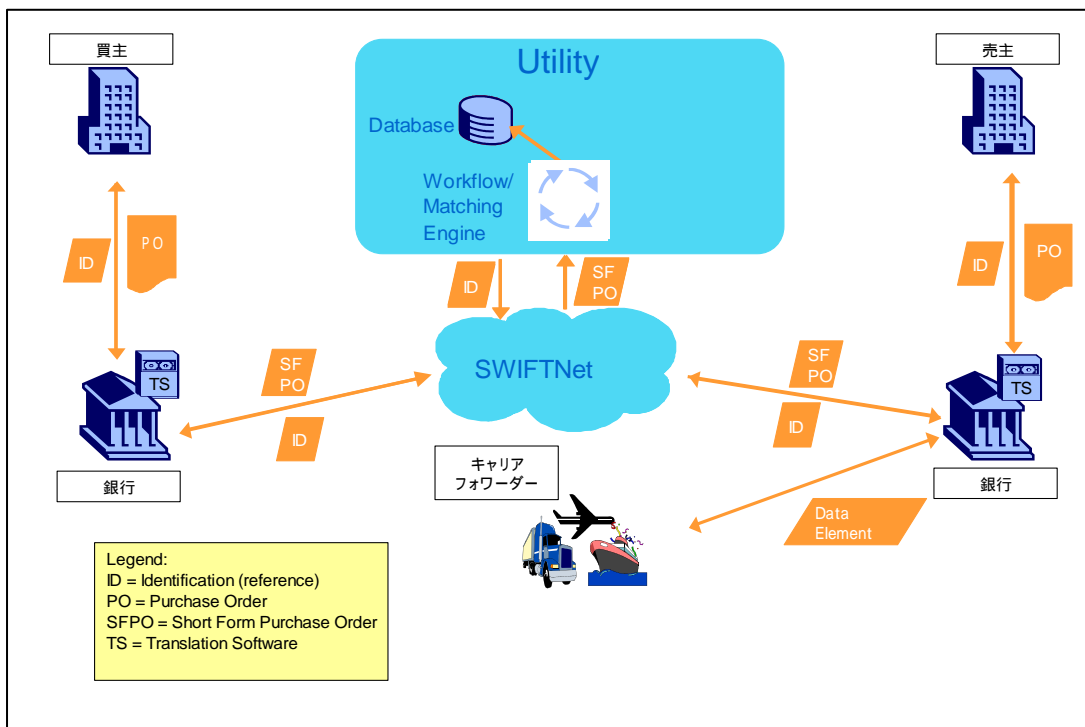 買主
Utility
売主
Database
Workflow/
Matching
Engine
ID
PO
ID
SF
PO
ID
PO
TS
SF
PO
ID
SWIFTNet
SF
PO
ID
TS
銀行
キャリア
フォワーダー
銀行
Data
Element
Legend:
ID = Identification (reference)
PO = Purchase Order
SFPO = Short Form Purchase Order
TS = Translation Software